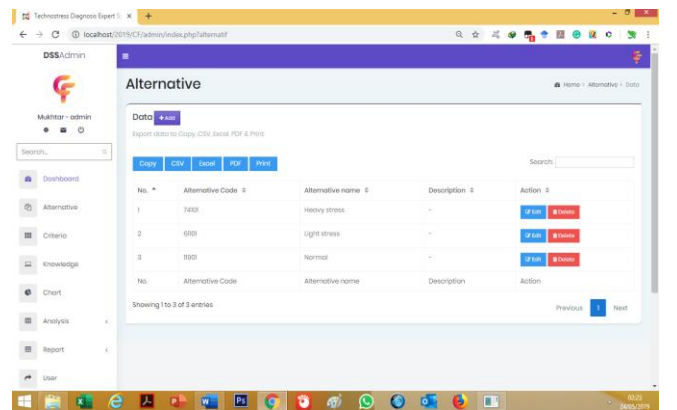 Technostress Diagnosis Expert S
localhost/2019/CF/admin/index.php?alternatif
DSSAdmin
Mukhtar - admin
Search...
Dashboard
Alternative
Criteria
Knowledge
Chart
Analysis
Report
User
Alternative
Home > Alternative > Data
Data + Add
Export data to Copy, CSV, Excel, PDF & Print
Copy CSV Excel PDF Print
Search:
No. Alternative Code Alternative name Description Action
1 Heavy stress - Edit Delete
2 Light stress - Edit Delete
3 Normal - Edit Delete
No. Alternative Code Alternative name Description Action
Showing 1 to 3 of 3 entries
Previous 1 Next
24/05/2019